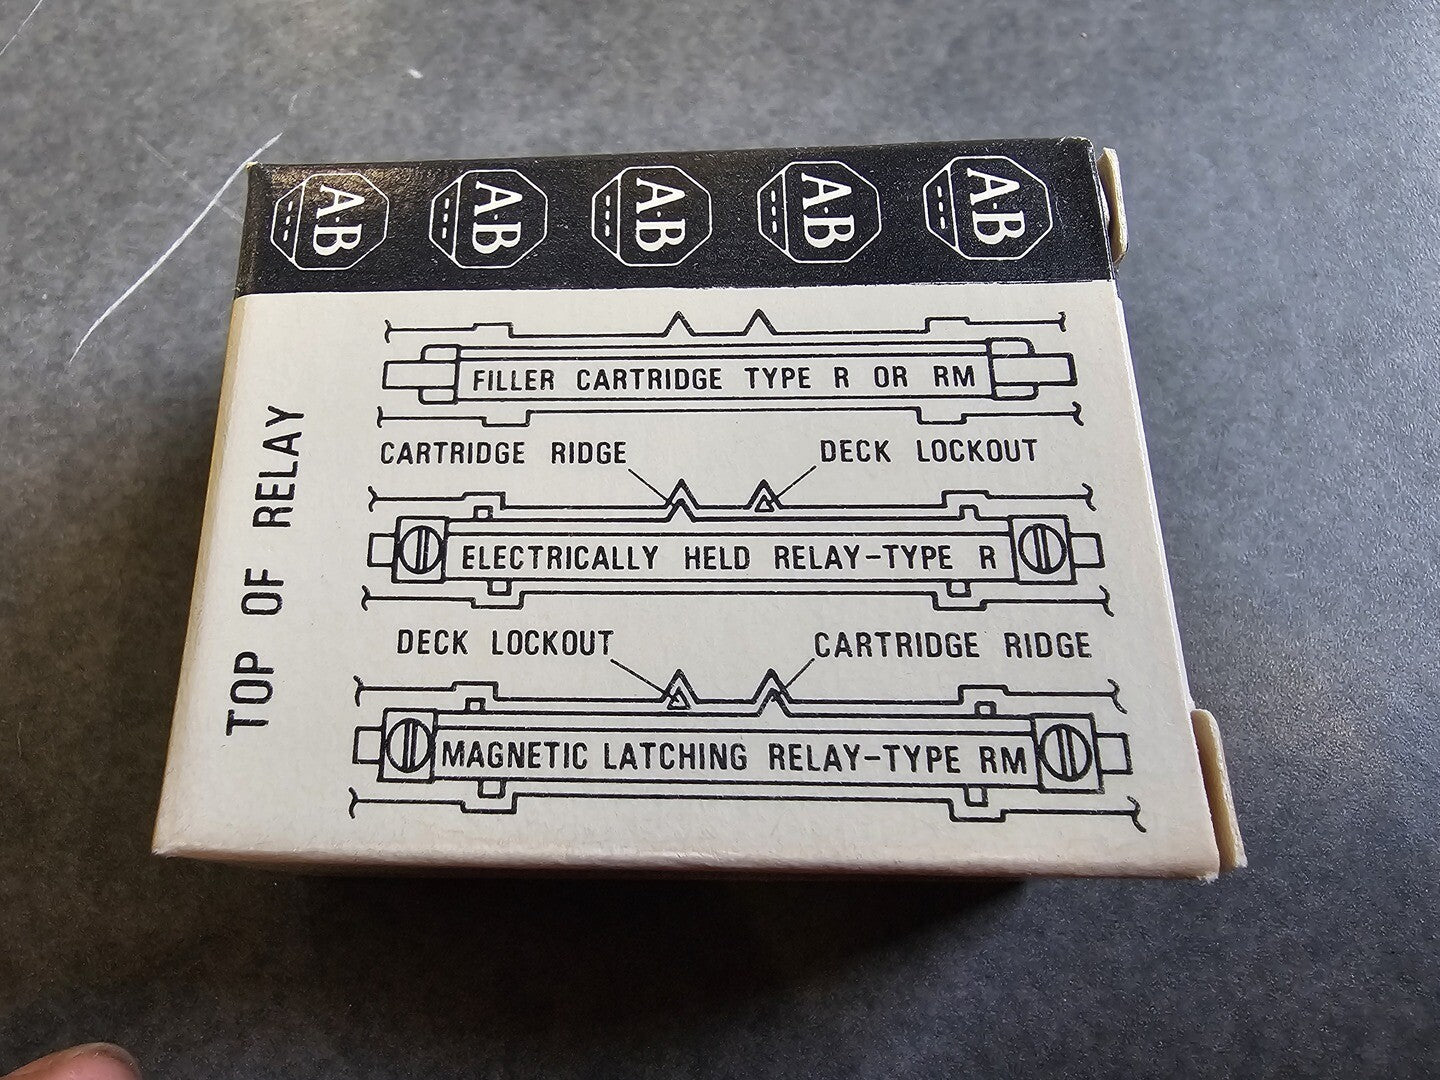 A·B A·B A·B A·B A·B
FILLER CARTRIDGE TYPE R OR RM
CARTRIDGE RIDGE
DECK LOCKOUT
ELECTRICALLY HELD RELAY-TYPE R
DECK LOCKOUT
CARTRIDGE RIDGE
MAGNETIC LATCHING RELAY-TYPE RM
TOP OF RELAY